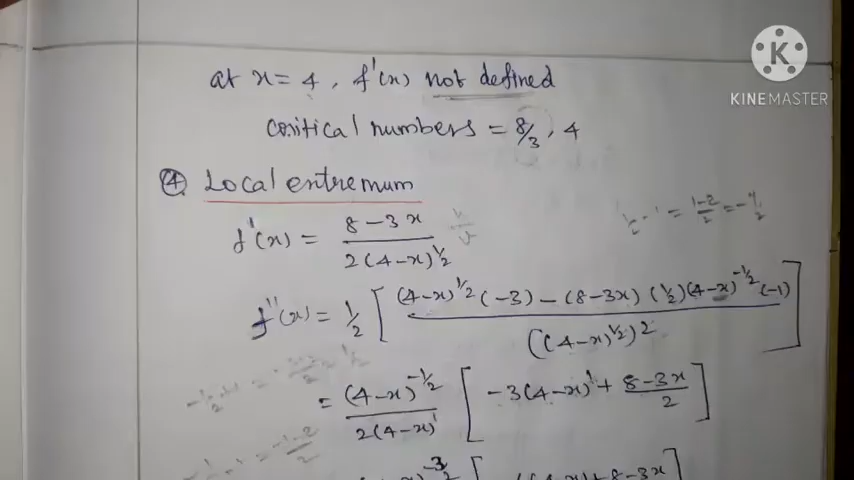 at x = 4, f'(x) not defined
K
KINEMASTER
critical numbers = 8/3, 4
④ Local extremum
f'(x) = (8-3x)/(2(4-x)^1/2) u/v
1/2 - 1 = (1-2)/2 = -1/2
f''(x) = 1/2 [ ((4-x)^1/2 (-3) - (8-3x) (1/2)(4-x)^-1/2 (-1)) / ((4-x)^1/2)^2 ]
= (4-x)^-1/2 / 2(4-x)^1 [ -3(4-x)^1 + (8-3x)/2 ]